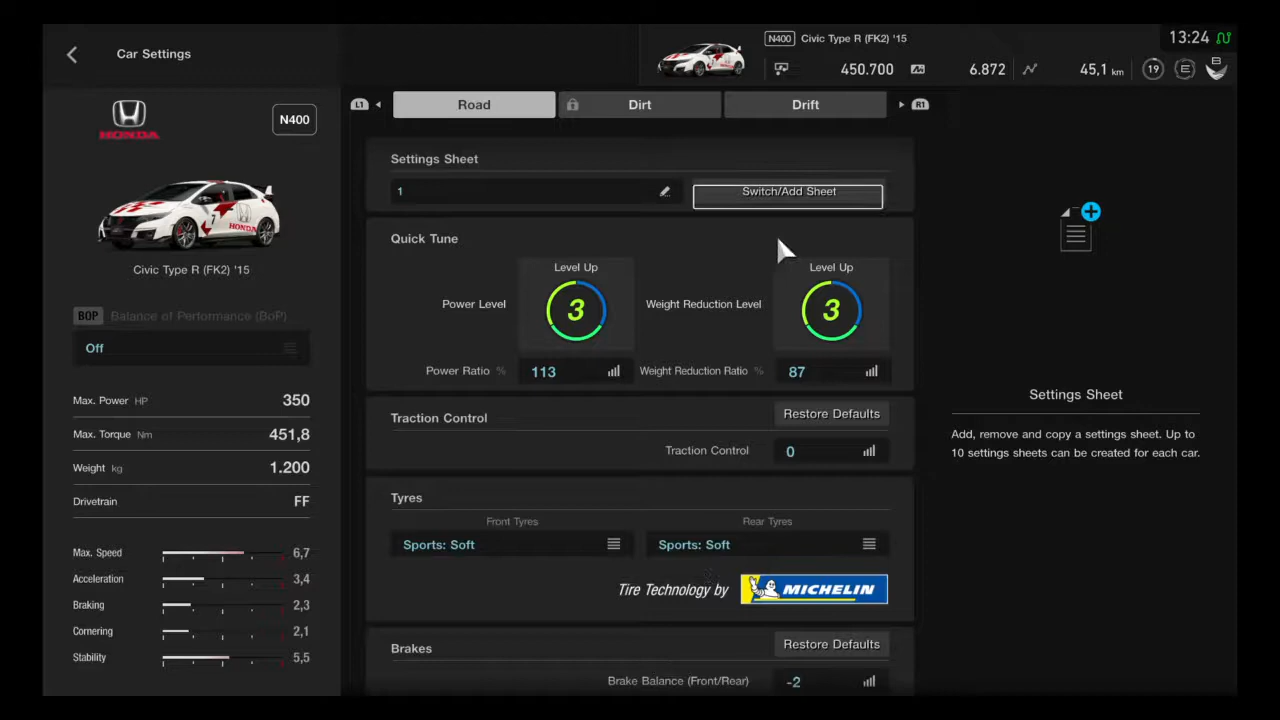 Car Settings
N400 Civic Type R (FK2) '15
13:24
450.700
6.872
45,1 km
19
E
B
HONDA
N400
Civic Type R (FK2) '15
BOP Balance of Performance (BoP)
Off
Max. Power HP 350
Max. Torque Nm 451,8
Weight kg 1.200
Drivetrain FF
Max. Speed 6,7
Acceleration 3,4
Braking 2,3
Cornering 2,1
Stability 5,5
L1 Road Dirt Drift R1
Settings Sheet
1 Switch/Add Sheet
Quick Tune
Level Up Level Up
Power Level 3 Weight Reduction Level 3
Power Ratio % 113 Weight Reduction Ratio % 87
Traction Control Restore Defaults
Traction Control 0
Tyres
Front Tyres Rear Tyres
Sports: Soft Sports: Soft
Tire Technology by MICHELIN
Brakes Restore Defaults
Brake Balance (Front/Rear) -2
Settings Sheet
Add, remove and copy a settings sheet. Up to
10 settings sheets can be created for each car.